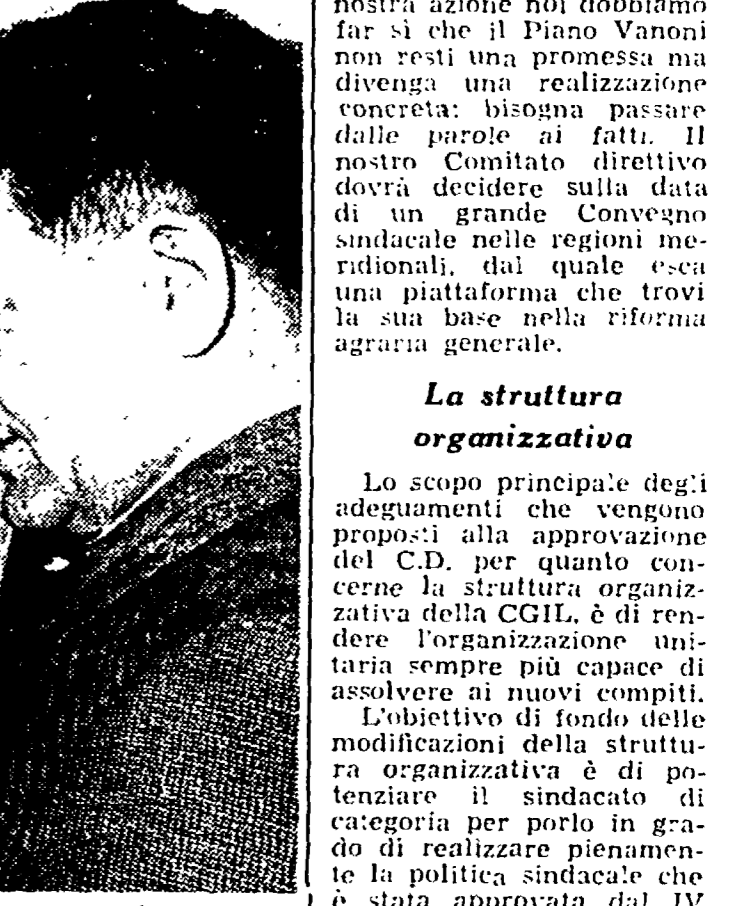 nostra azione noi dobbiamo
far sì che il Piano Vanoni
non resti una promessa ma
divenga una realizzazione
concreta: bisogna passare
dalle parole ai fatti. Il
nostro Comitato direttivo
dovrà decidere sulla data
di un grande Convegno
sindacale nelle regioni me-
ridionali, dal quale esca
una piattaforma che trovi
la sua base nella riforma
agraria generale.
La struttura
organizzativa
Lo scopo principale degli
adeguamenti che vengono
proposti alla approvazione
del C.D. per quanto con-
cerne la struttura organiz-
zativa della CGIL, è di ren-
dere l'organizzazione uni-
taria sempre più capace di
assolvere ai nuovi compiti.
L'obiettivo di fondo delle
modificazioni della struttu-
ra organizzativa è di po-
tenziare il sindacato di
categoria per porlo in gra-
do di realizzare pienamen-
te la politica sindacale che
è stata approvata dal IV